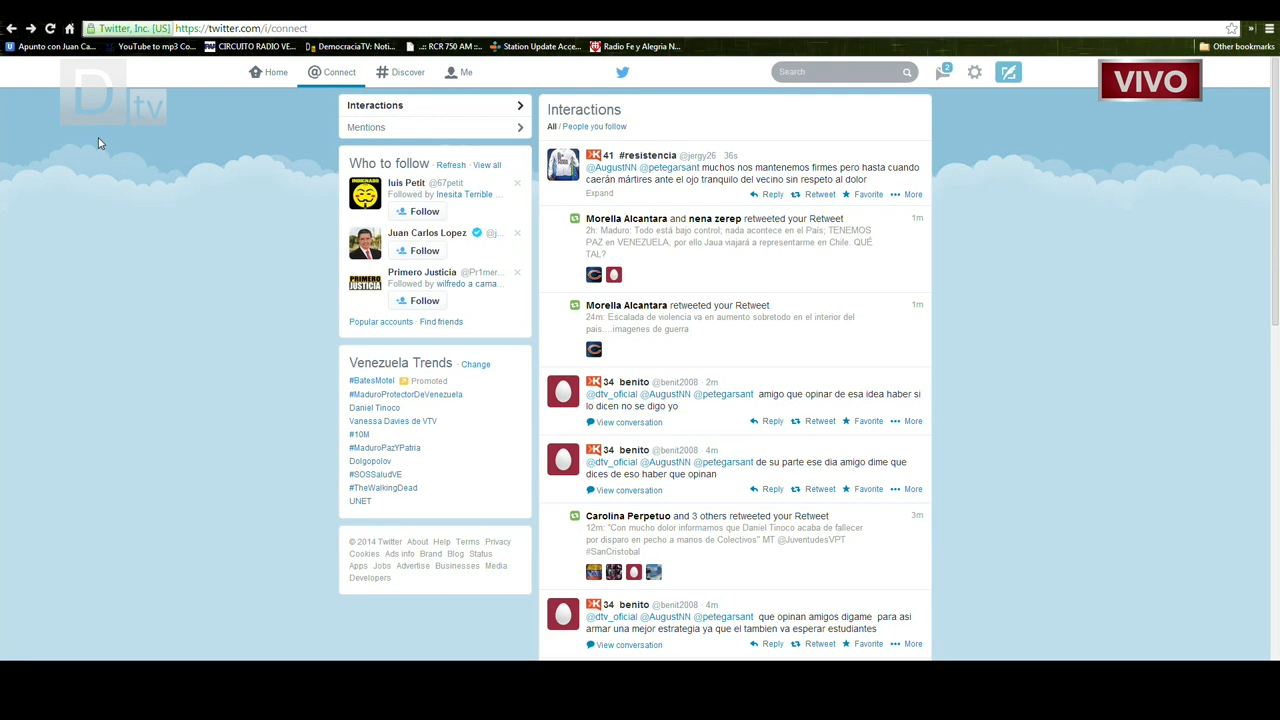 Twitter, Inc. [US] https://twitter.com/i/connect
Apunto con Juan Ca... YouTube to mp3 Co... CIRCUITO RADIO VE... DemocraciaTV: Noti... ..:: RCR 750 AM ::.. Station Update Acce... Radio Fe y Alegria N... Other bookmarks
Home Connect Discover Me Search 2
D tv
VIVO
Interactions
Mentions
Who to follow · Refresh · View all
luis Petit @67petit
Followed by Inesita Terrible ...
INDIGNADO
Follow
Juan Carlos Lopez @j...
Follow
Primero Justicia @Pr1mer...
PRIMERO JUSTICIA
Followed by wilfredo a cama...
Follow
Popular accounts · Find friends
Venezuela Trends · Change
#BatesMotel Promoted
#MaduroProtectorDeVenezuela
Daniel Tinoco
Vanessa Davies de VTV
#10M
#MaduroPazYPatria
Dolgopolov
#SOSSaludVE
#TheWalkingDead
UNET
© 2014 Twitter About Help Terms Privacy
Cookies Ads info Brand Blog Status
Apps Jobs Advertise Businesses Media
Developers
Interactions
All / People you follow
41 #resistencia @jergy26 · 36s
@AugustNN @petegarsant muchos nos mantenemos firmes pero hasta cuando
caerán mártires ante el ojo tranquilo del vecino sin respeto al dolor
Expand Reply Retweet Favorite More
Morella Alcantara and nena zerep retweeted your Retweet 1m
2h: Maduro: Todo está bajo control; nada acontece en el País; TENEMOS
PAZ en VENEZUELA, por ello Jaua viajará a representarme en Chile. QUÉ
TAL?
Morella Alcantara retweeted your Retweet 1m
24m: Escalada de violencia va en aumento sobretodo en el interior del
pais....imagenes de guerra
34 benito @benit2008 · 2m
@dtv_oficial @AugustNN @petegarsant amigo que opinar de esa idea haber si
lo dicen no se digo yo
View conversation Reply Retweet Favorite More
34 benito @benit2008 · 4m
@dtv_oficial @AugustNN @petegarsant de su parte ese dia amigo dime que
dices de eso haber que opinan
View conversation Reply Retweet Favorite More
Carolina Perpetuo and 3 others retweeted your Retweet 3m
12m: "Con mucho dolor informamos que Daniel Tinoco acaba de fallecer
por disparo en pecho a manos de Colectivos" MT @JuventudesVPT
#SanCristobal
34 benito @benit2008 · 4m
@dtv_oficial @AugustNN @petegarsant que opinan amigos digame para asi
armar una mejor estrategia ya que el tambien va esperar estudiantes
View conversation Reply Retweet Favorite More